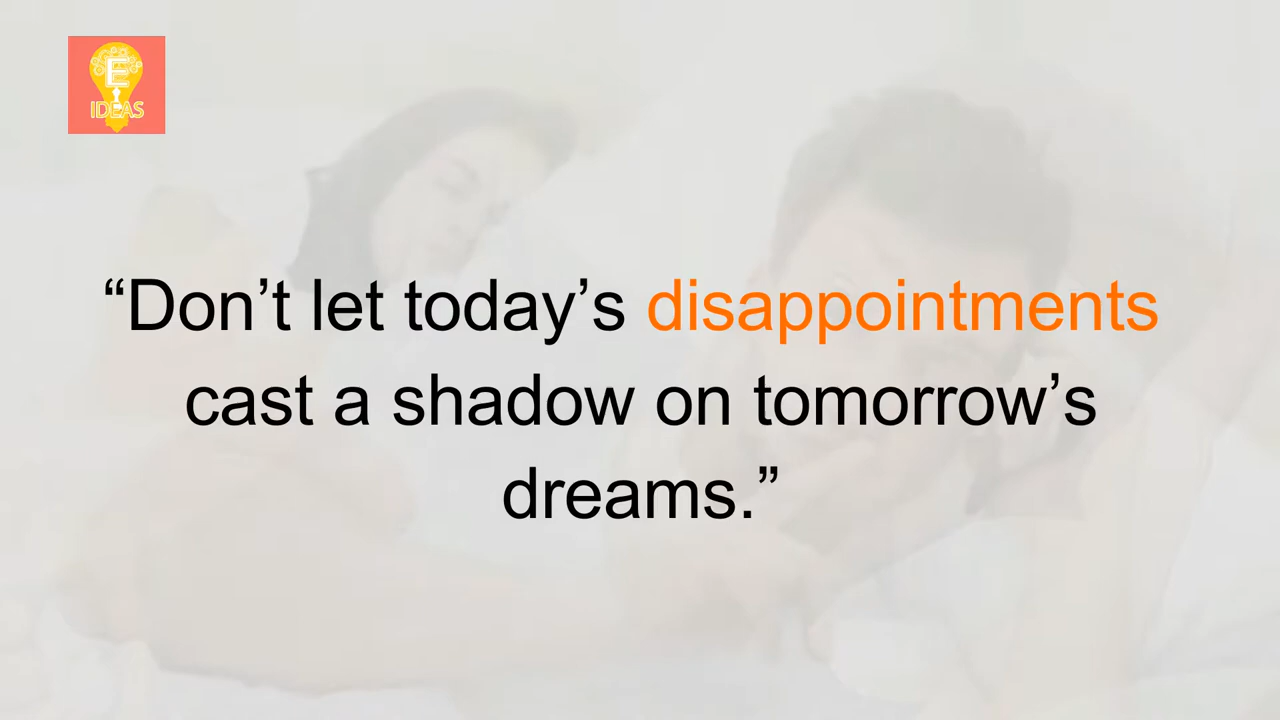 E
IDEAS
“Don’t let today’s disappointments
cast a shadow on tomorrow’s
dreams.”